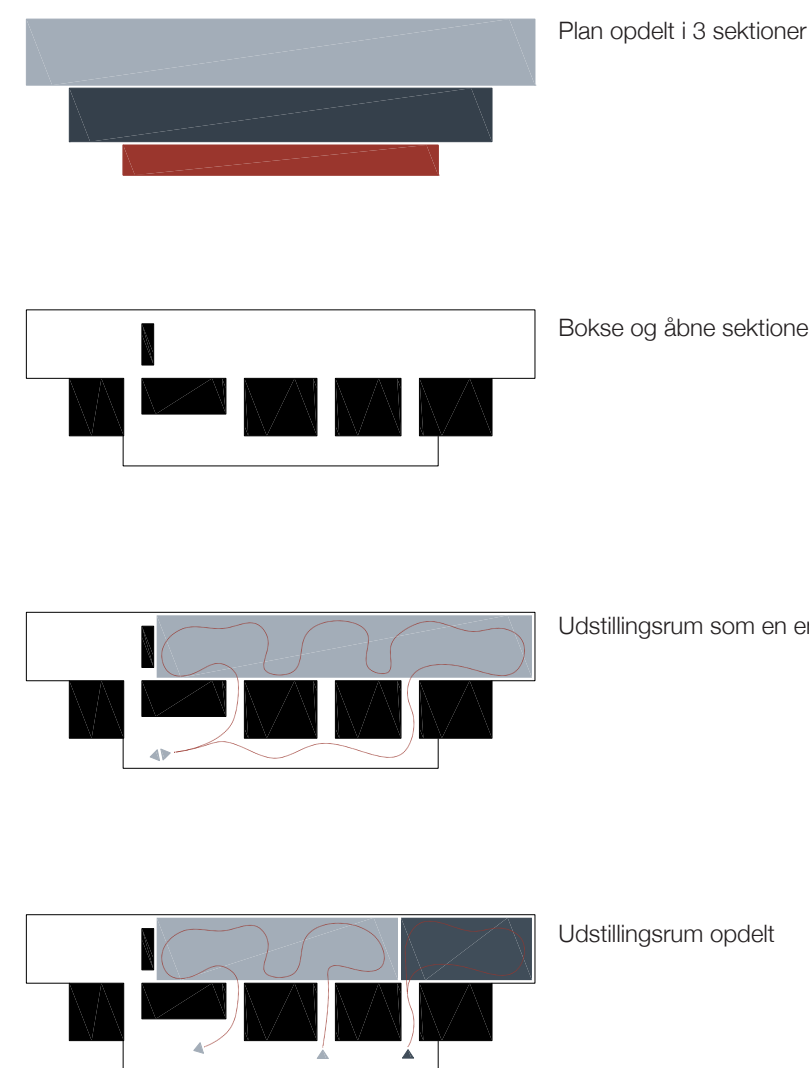 Plan opdelt i 3 sektioner
Bokse og åbne sektione
Udstillingsrum som en
Udstillingsrum opdelt